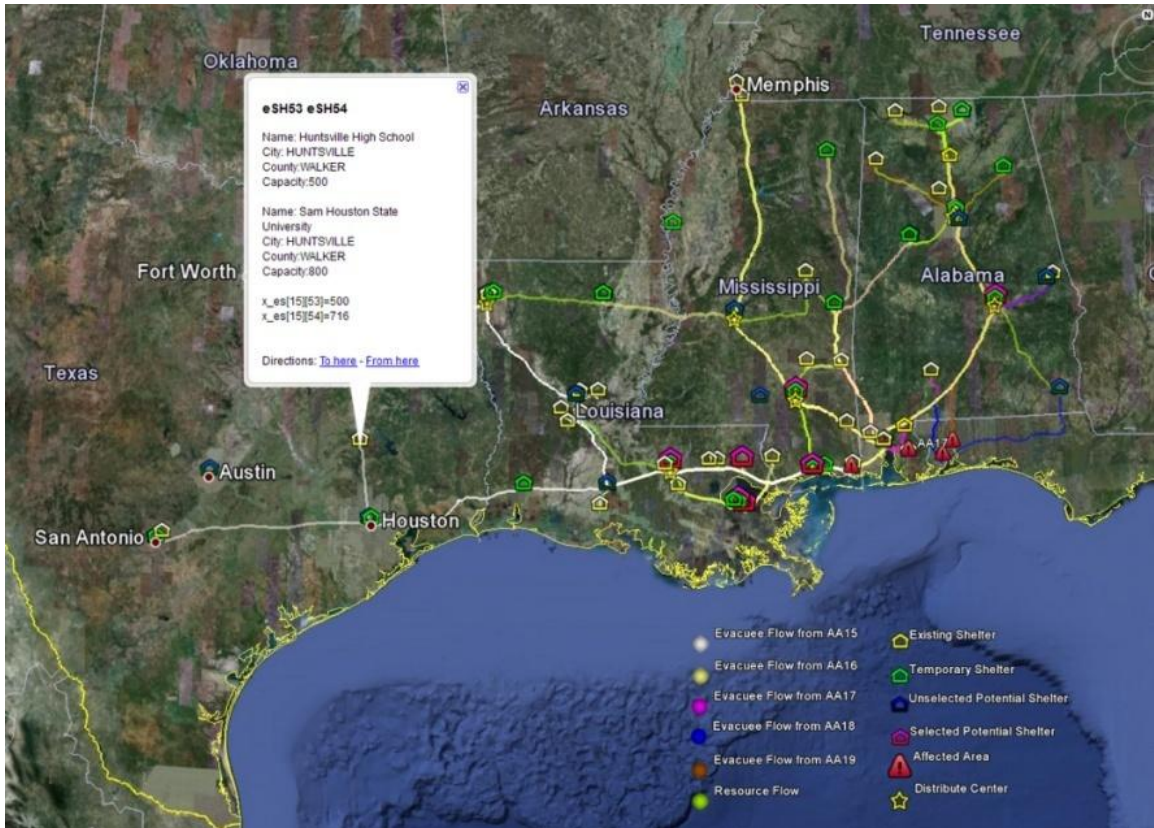 N
Tennessee
Oklahoma
Memphis
Arkansas
eSH53 eSH54
Name: Huntsville High School
City: HUNTSVILLE
County:WALKER
Capacity:500
Name: Sam Houston State
University
City: HUNTSVILLE
County:WALKER
Capacity:800
x_es[15][53]=500
x_es[15][54]=716
Directions: To here - From here
Fort Worth
Mississippi
Alabama
Texas
Louisiana
AA17
Austin
Houston
San Antonio
Evacuee Flow from AA15
Evacuee Flow from AA16
Evacuee Flow from AA17
Evacuee Flow from AA18
Evacuee Flow from AA19
Resource Flow
Existing Shelter
Temporary Shelter
Unselected Potential Shelter
Selected Potential Shelter
Affected Area
Distribute Center